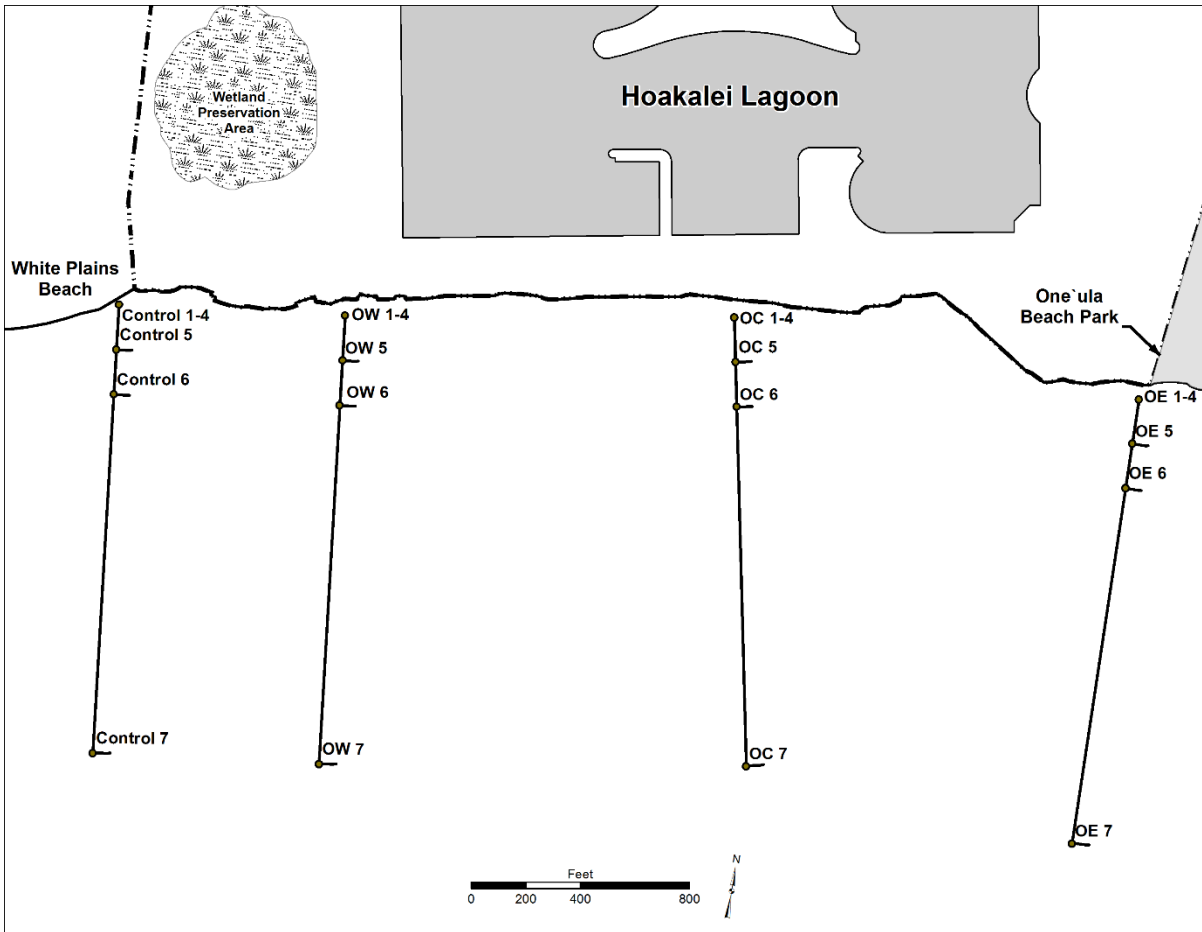 Wetland
Preservation
Area
Hoakalei Lagoon
White Plains
Beach
One`ula
Beach Park
Control 1-4
Control 5
Control 6
Control 7
OW 1-4
OW 5
OW 6
OW 7
OC 1-4
OC 5
OC 6
OC 7
OE 1-4
OE 5
OE 6
OE 7
Feet
0 200 400 800
N